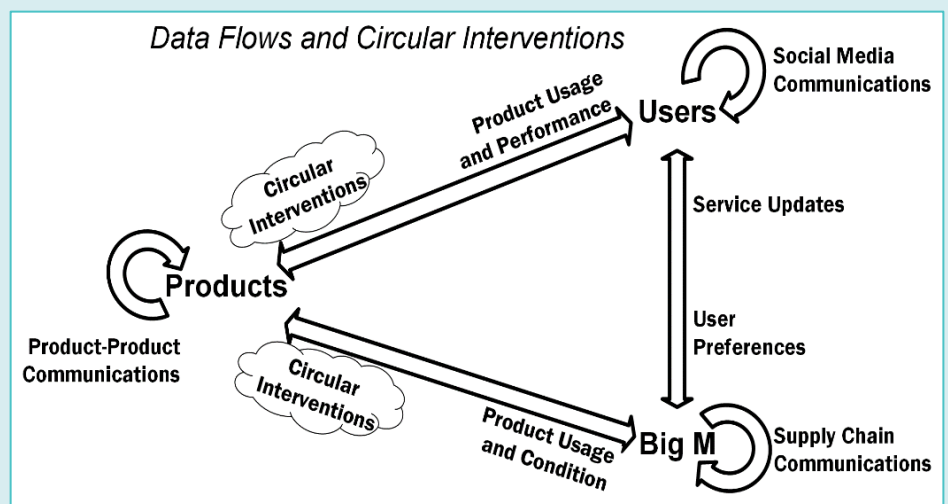 Data Flows and Circular Interventions
Social Media
Communications
Users
Product Usage
and Performance
Circular
Interventions
Service Updates
Products
Product-Product
Communications
User
Preferences
Circular
Interventions
Product Usage
and Condition
Big M
Supply Chain
Communications